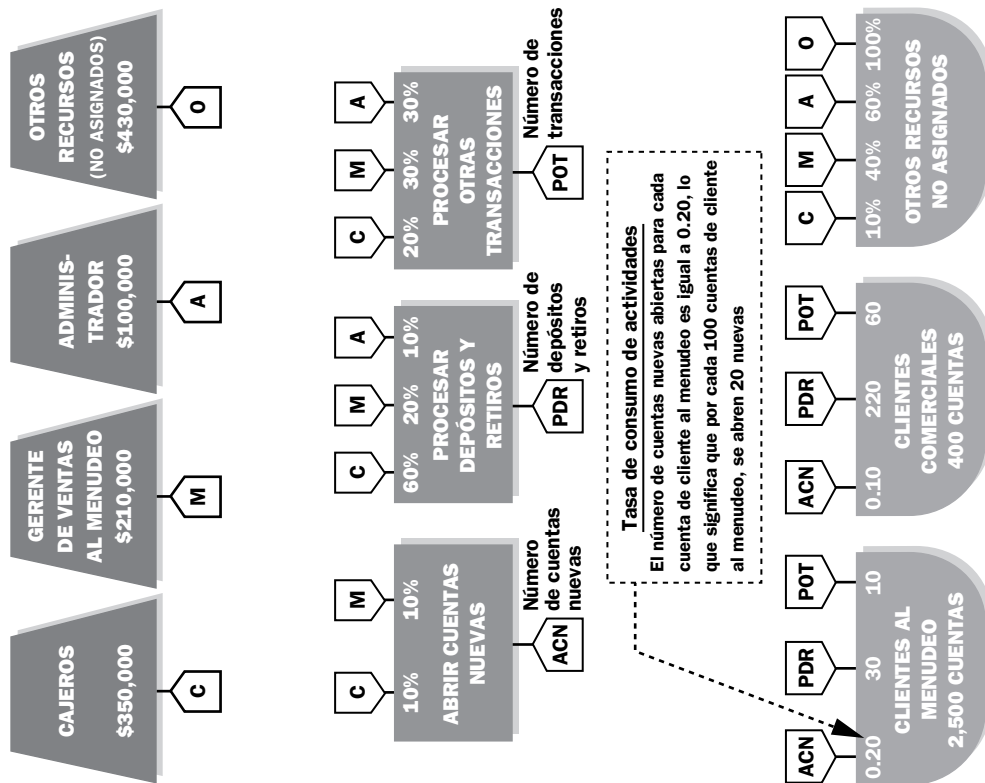 CAJEROS
$350,000
C
GERENTE
DE VENTAS
AL MENUDEO
$210,000
M
ADMINIS-
TRADOR
$100,000
A
OTROS
RECURSOS
(NO ASIGNADOS)
$430,000
O
C
M
10%
10%
ABRIR CUENTAS
NUEVAS
ACN
Número
de cuentas
nuevas
C
M
A
60%
20%
10%
PROCESAR
DEPÓSITOS Y
RETIROS
PDR
Número de
depósitos
y retiros
C
M
A
20%
30%
30%
PROCESAR
OTRAS
TRANSACCIONES
POT
Número de
transacciones
Tasa de consumo de actividades
El número de cuentas nuevas abiertas para cada
cuenta de cliente al menudeo es igual a 0.20, lo
que significa que por cada 100 cuentas de cliente
al menudeo, se abren 20 nuevas
ACN
PDR
POT
0.20
30
10
CLIENTES AL
MENUDEO
2,500 CUENTAS
ACN
PDR
POT
0.10
220
60
CLIENTES
COMERCIALES
400 CUENTAS
C
M
A
O
10%
40%
60%
100%
OTROS RECURSOS
NO ASIGNADOS